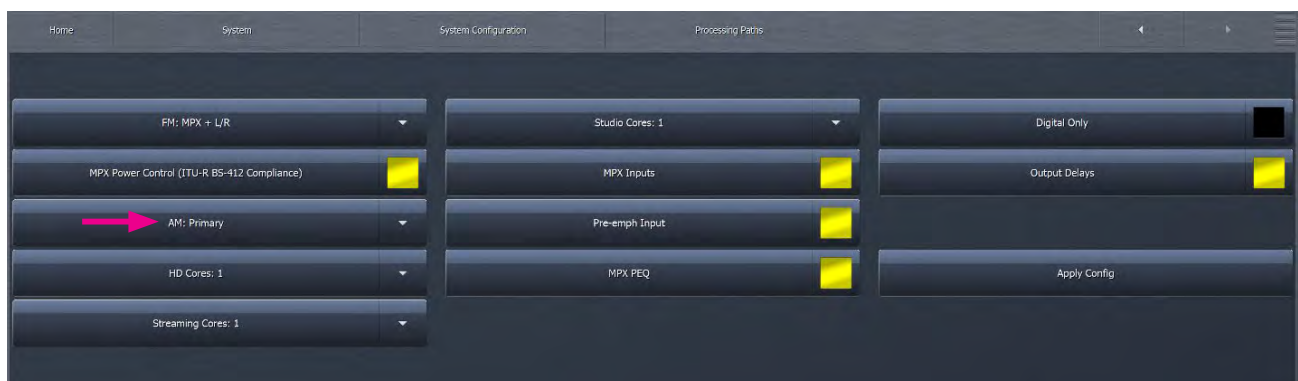 Home
System
System Configuration
Processing Paths
FM: MPX + L/R
MPX Power Control (ITU-R BS-412 Compliance)
AM: Primary
HD Cores: 1
Streaming Cores: 1
Studio Cores: 1
MPX Inputs
Pre-emph Input
MPX PEQ
Digital Only
Output Delays
Apply Config